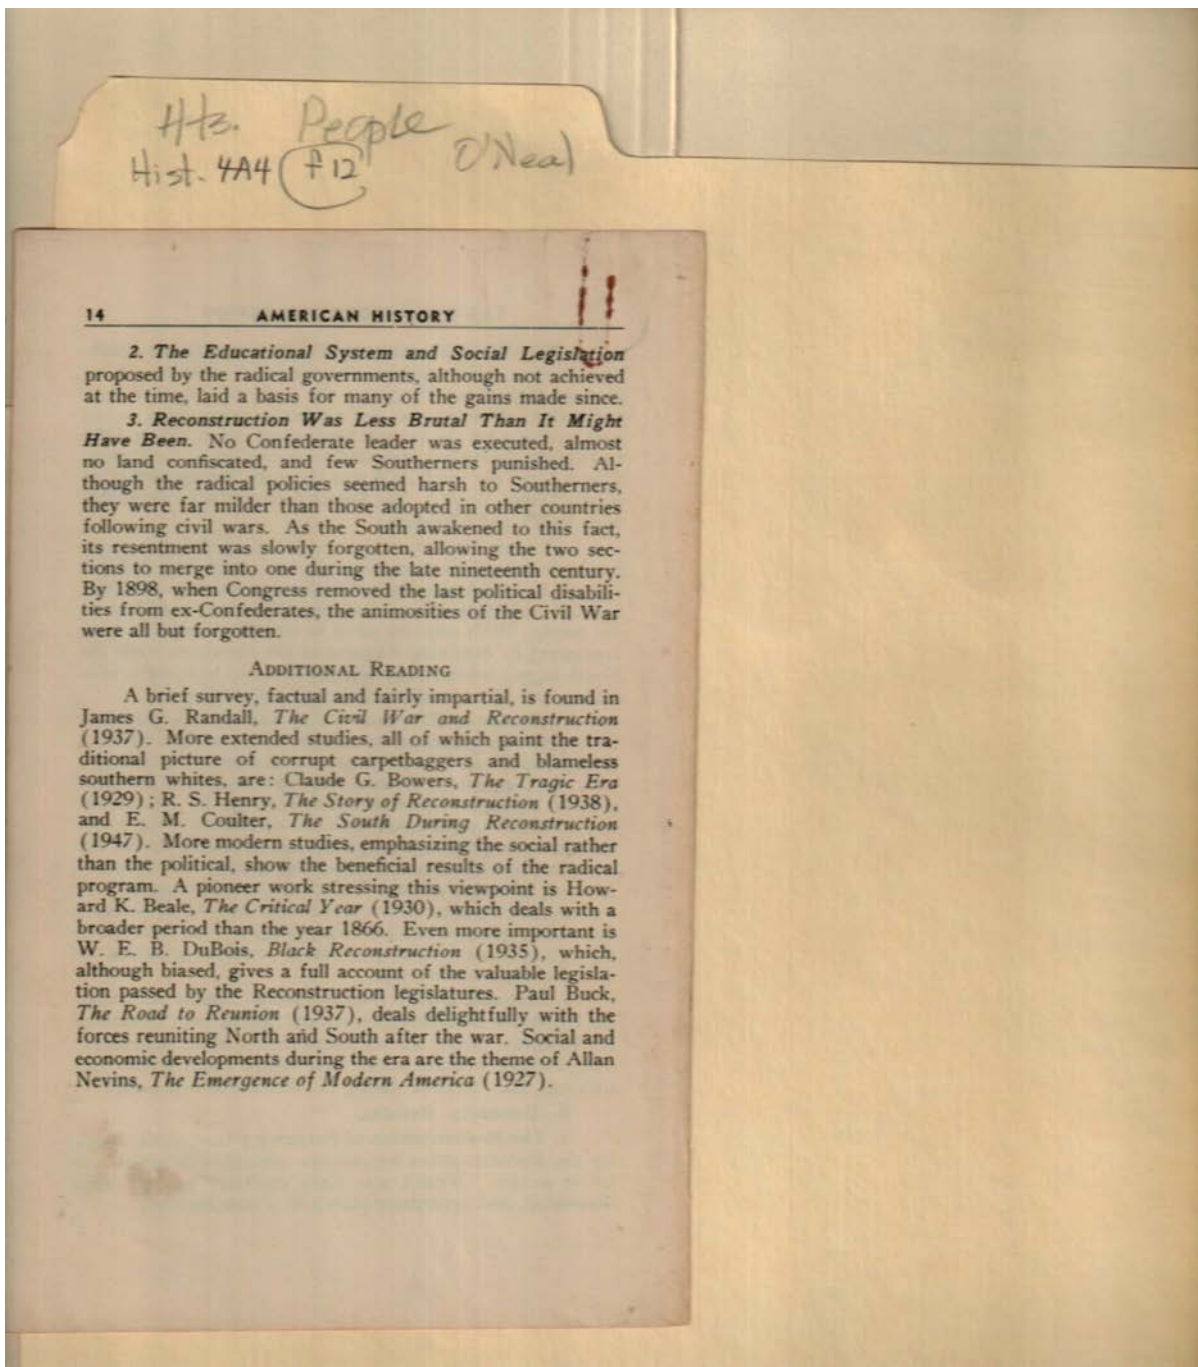 Hts. People
O'Neal
Hist. 4A4 f12
14 AMERICAN HISTORY
2. The Educational System and Social Legislation
proposed by the radical governments, although not achieved
at the time, laid a basis for many of the gains made since.
3. Reconstruction Was Less Brutal Than It Might
Have Been. No Confederate leader was executed, almost
no land confiscated, and few Southerners punished. Al-
though the radical policies seemed harsh to Southerners,
they were far milder than those adopted in other countries
following civil wars. As the South awakened to this fact,
its resentment was slowly forgotten, allowing the two sec-
tions to merge into one during the late nineteenth century.
By 1898, when Congress removed the last political disabili-
ties from ex-Confederates, the animosities of the Civil War
were all but forgotten.
ADDITIONAL READING
A brief survey, factual and fairly impartial, is found in
James G. Randall, The Civil War and Reconstruction
(1937). More extended studies, all of which paint the tra-
ditional picture of corrupt carpetbaggers and blameless
southern whites, are: Claude G. Bowers, The Tragic Era
(1929); R. S. Henry, The Story of Reconstruction (1938),
and E. M. Coulter, The South During Reconstruction
(1947). More modern studies, emphasizing the social rather
than the political, show the beneficial results of the radical
program. A pioneer work stressing this viewpoint is How-
ard K. Beale, The Critical Year (1930), which deals with a
broader period than the year 1866. Even more important is
W. E. B. DuBois, Black Reconstruction (1935), which,
although biased, gives a full account of the valuable legisla-
tion passed by the Reconstruction legislatures. Paul Buck,
The Road to Reunion (1937), deals delightfully with the
forces reuniting North and South after the war. Social and
economic developments during the era are the theme of Allan
Nevins, The Emergence of Modern America (1927).